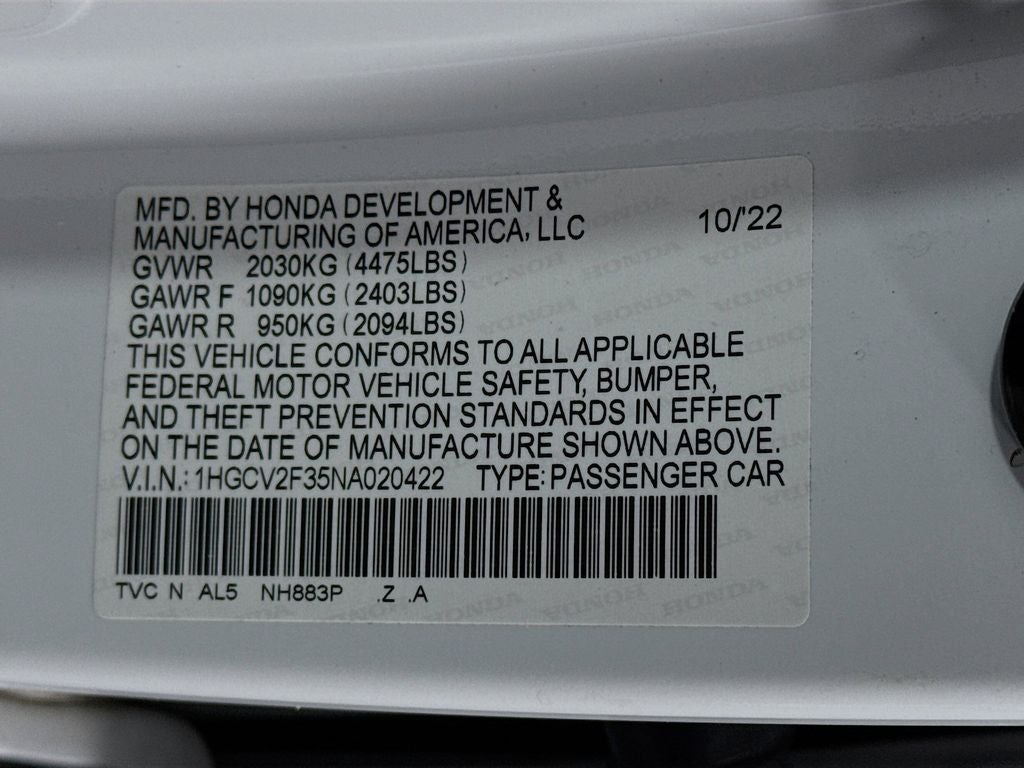 MFD. BY HONDA DEVELOPMENT &
MANUFACTURING OF AMERICA, LLC 10/'22
GVWR 2030KG (4475LBS)
GAWR F 1090KG (2403LBS)
GAWR R 950KG (2094LBS)
THIS VEHICLE CONFORMS TO ALL APPLICABLE
FEDERAL MOTOR VEHICLE SAFETY, BUMPER,
AND THEFT PREVENTION STANDARDS IN EFFECT
ON THE DATE OF MANUFACTURE SHOWN ABOVE.
V.I.N.: 1HGCV2F35NA020422 TYPE: PASSENGER CAR
TVC N AL5 NH883P .Z .A